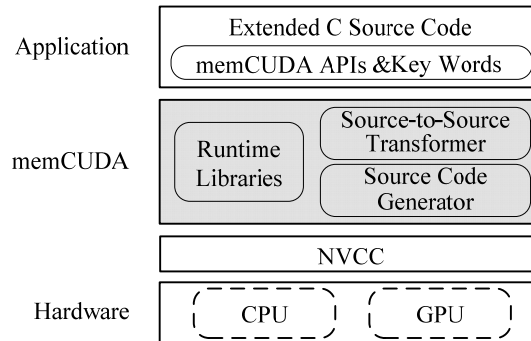 Application
Extended C Source Code
memCUDA APIs &Key Words
memCUDA
Runtime
Libraries
Source-to-Source
Transformer
Source Code
Generator
NVCC
Hardware
CPU
GPU